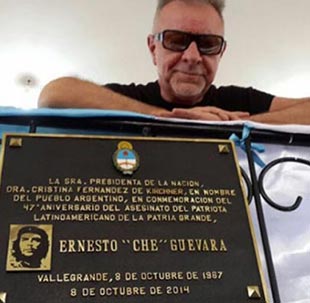 LA SRA. PRESIDENTA DE LA NACION,
DRA. CRISTINA FERNANDEZ DE KIRCHNER, EN NOMBRE
DEL PUEBLO ARGENTINO, EN CONMEMORACION DEL
47º ANIVERSARIO DEL ASESINATO DEL PATRIOTA
LATINOAMERICANO DE LA PATRIA GRANDE,
ERNESTO "CHE" GUEVARA
VALLEGRANDE, 8 DE OCTUBRE DE 1967
8 DE OCTUBRE DE 2014